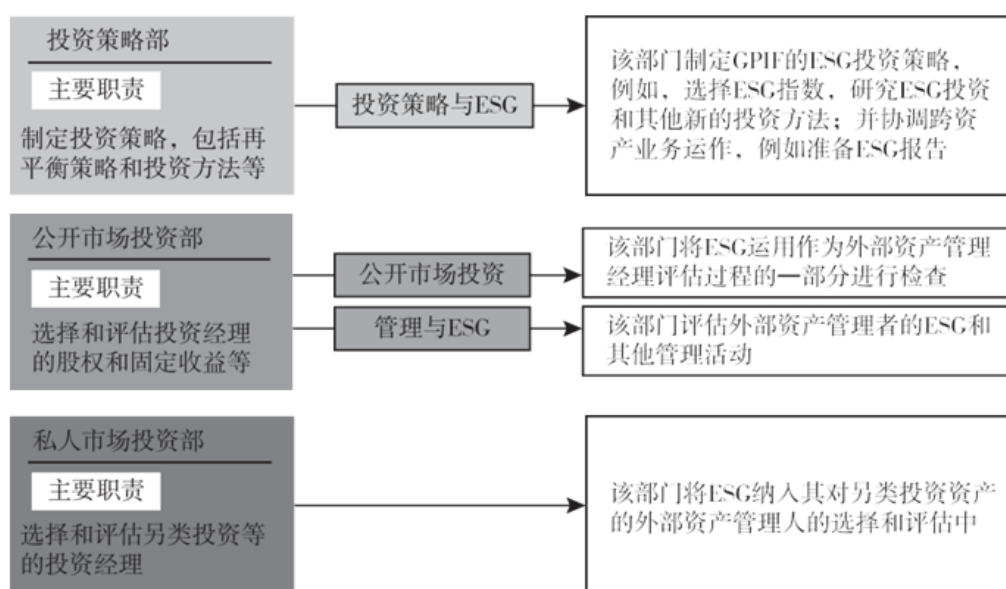 投资策略部
主要职责
制定投资策略，包括再
平衡策略和投资方法等
投资策略与ESG
该部门制定GPIF的ESG投资策略，
例如，选择ESG指数，研究ESG投资
和其他新的投资方法；并协调跨资
产业务运作，例如准备ESG报告
公开市场投资部
主要职责
选择和评估投资经理
的股权和固定收益等
公开市场投资
该部门将ESG运用作为外部资产管理
经理评估过程的一部分进行检查
管理与ESG
该部门评估外部资产管理者的ESG和
其他管理活动
私人市场投资部
主要职责
选择和评估另类投资等
的投资经理
该部门将ESG纳入其对另类投资资产
的外部资产管理人的选择和评估中